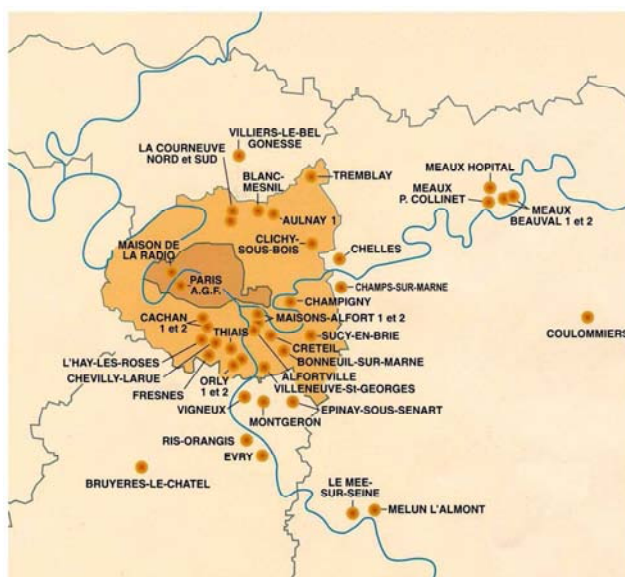 VILLIERS-LE-BEL
GONESSE
LA COURNEUVE
NORD et SUD
BLANC-
MESNIL
TREMBLAY
AULNAY 1
MEAUX HOPITAL
MEAUX
P. COLLINET
MEAUX
BEAUVAL 1 et 2
CLICHY-
SOUS-BOIS
CHELLES
MAISON DE
LA RADIO
PARIS
A.G.F.
CHAMPS-SUR-MARNE
CHAMPIGNY
COULOMMIERS
CACHAN
1 et 2
MAISONS-ALFORT 1 et 2
THIAIS
SUCY-EN-BRIE
CRETEIL
L'HAY-LES-ROSES
BONNEUIL-SUR-MARNE
CHEVILLY-LARUE
ALFORTVILLE
FRESNES
ORLY
1 et 2
VILLENEUVE-St-GEORGES
VIGNEUX
MONTGERON
EPINAY-SOUS-SENART
RIS-ORANGIS
EVRY
BRUYERES-LE-CHATEL
LE MEE-
SUR-SEINE
MELUN L'ALMONT